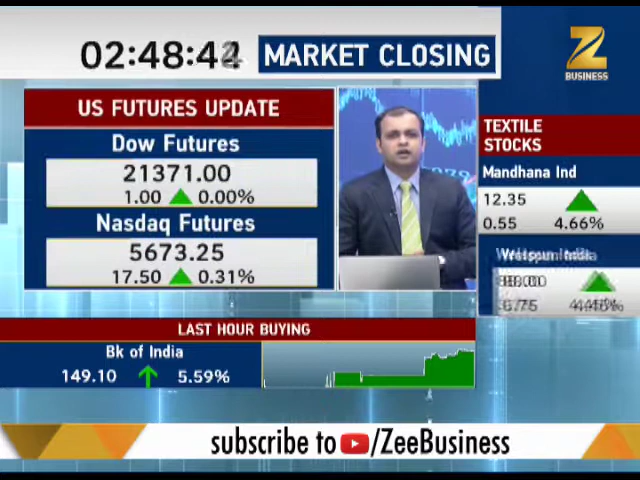 02:48:4
MARKET CLOSING
Z
BUSINESS
US FUTURES UPDATE
Dow Futures
21371.00
1.00 0.00%
Nasdaq Futures
5673.25
17.50 0.31%
TEXTILE
STOCKS
Mandhana Ind
12.35
0.55 4.66%
India
LAST HOUR BUYING
Bk of India
149.10 5.59%
subscribe to /ZeeBusiness